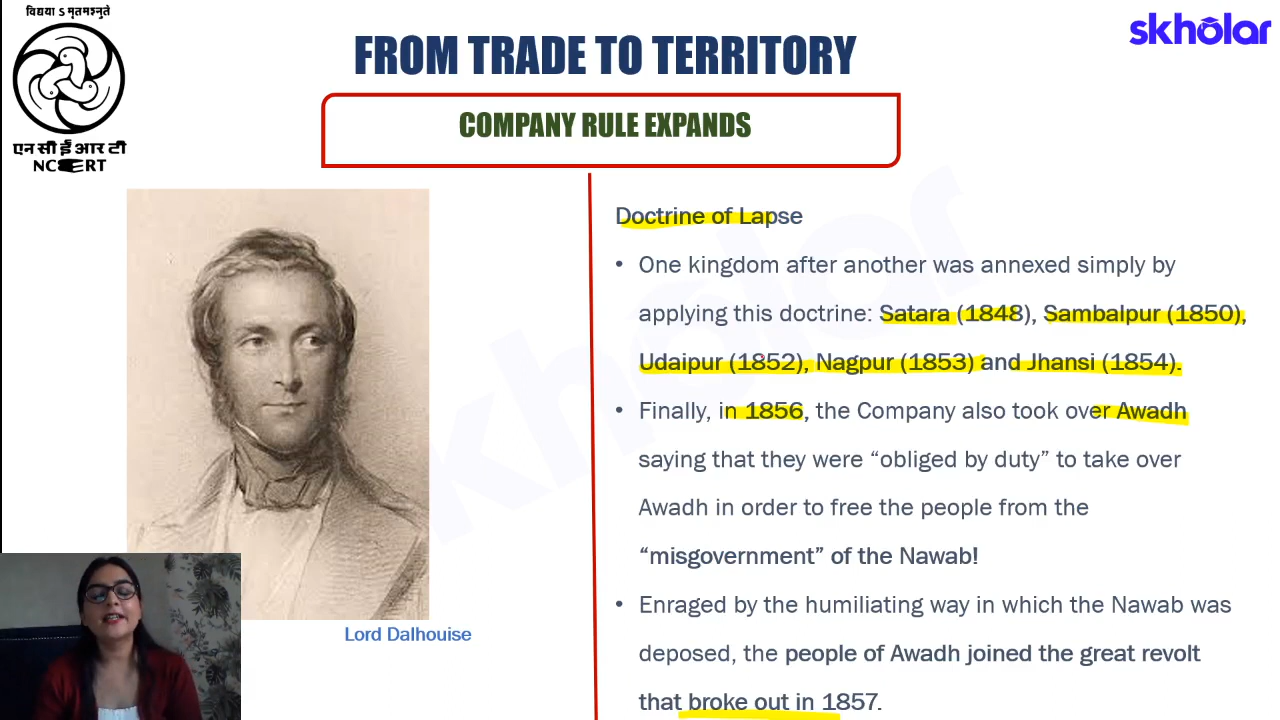 विद्यया ऽ मृतमश्नुते
एन सी ई आर टी
NCERT
skholar
FROM TRADE TO TERRITORY
COMPANY RULE EXPANDS
Lord Dalhouise
Doctrine of Lapse
• One kingdom after another was annexed simply by
applying this doctrine: Satara (1848), Sambalpur (1850),
Udaipur (1852), Nagpur (1853) and Jhansi (1854).
• Finally, in 1856, the Company also took over Awadh
saying that they were “obliged by duty” to take over
Awadh in order to free the people from the
“misgovernment” of the Nawab!
• Enraged by the humiliating way in which the Nawab was
deposed, the people of Awadh joined the great revolt
that broke out in 1857.
skholar